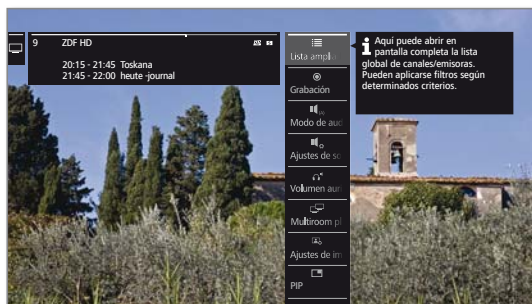 9 ZDF HD
20:15 - 21:45 Toskana
21:45 - 22:00 heute -journal
Lista ampli
Grabación
Modo de aud
Ajustes de so
Volumen aur
Multiroom pl
Ajustes de im
PIP
Aquí puede abrir en
pantalla completa la lista
global de canales/emisoras.
Pueden aplicarse filtros según
determinados criterios.